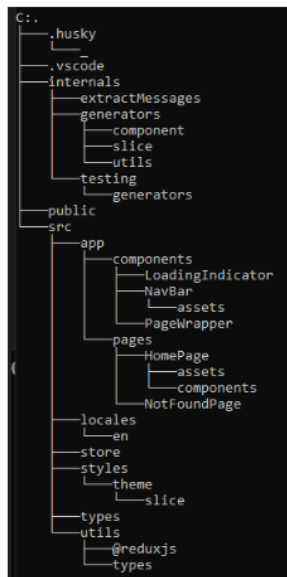 C:.
├───.husky
│   └───_
├───.vscode
├───internals
│   ├───extractMessages
│   ├───generators
│   │   ├───component
│   │   ├───slice
│   │   └───utils
│   └───testing
│       └───generators
├───public
└───src
    ├───app
    │   ├───components
    │   │   ├───LoadingIndicator
    │   │   ├───NavBar
    │   │   │   └───assets
    │   │   └───PageWrapper
    │   └───pages
    │       ├───HomePage
    │       │   ├───assets
    │       │   └───components
    │       └───NotFoundPage
    ├───locales
    │   └───en
    ├───store
    ├───styles
    │   └───theme
    │       └───slice
    ├───types
    └───utils
        ├───@reduxjs
        └───types